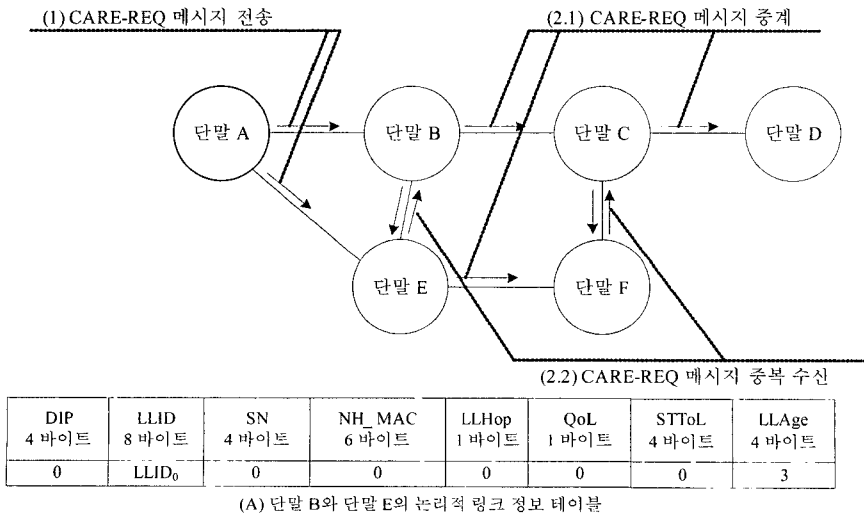 (1) CARE-REQ 메시지 전송
(2.1) CARE-REQ 메시지 중계
단말 A
단말 B
단말 C
단말 D
단말 E
단말 F
(2.2) CARE-REQ 메시지 중복 수신
DIP 4 바이트 LLID 8 바이트 SN 4 바이트 NH_MAC 6 바이트 LLHop 1 바이트 QoL 1 바이트 STToL 4 바이트 LLAge 4 바이트
0 LLID₀ 0 0 0 0 0 3
(A) 단말 B와 단말 E의 논리적 링크 정보 테이블